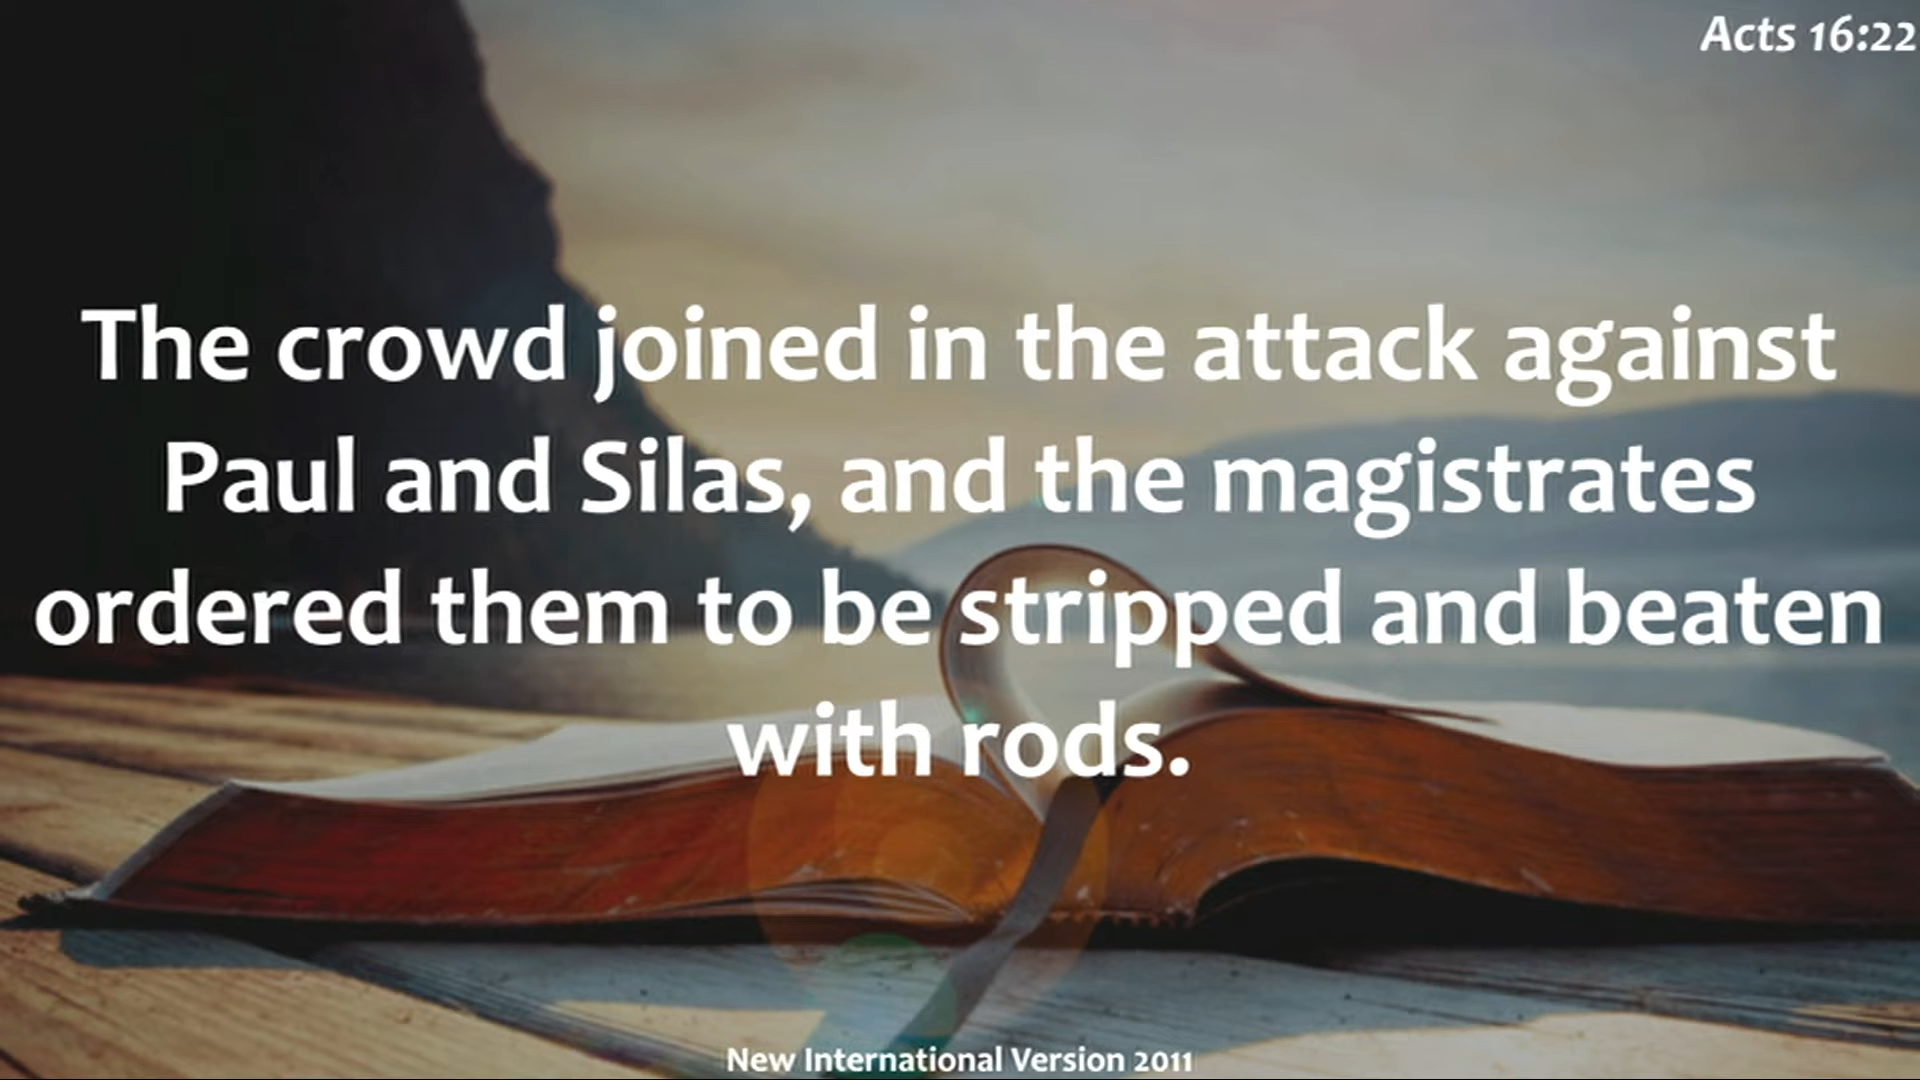 Acts 16:22
The crowd joined in the attack against
Paul and Silas, and the magistrates
ordered them to be stripped and beaten
with rods.
New International Version 2011